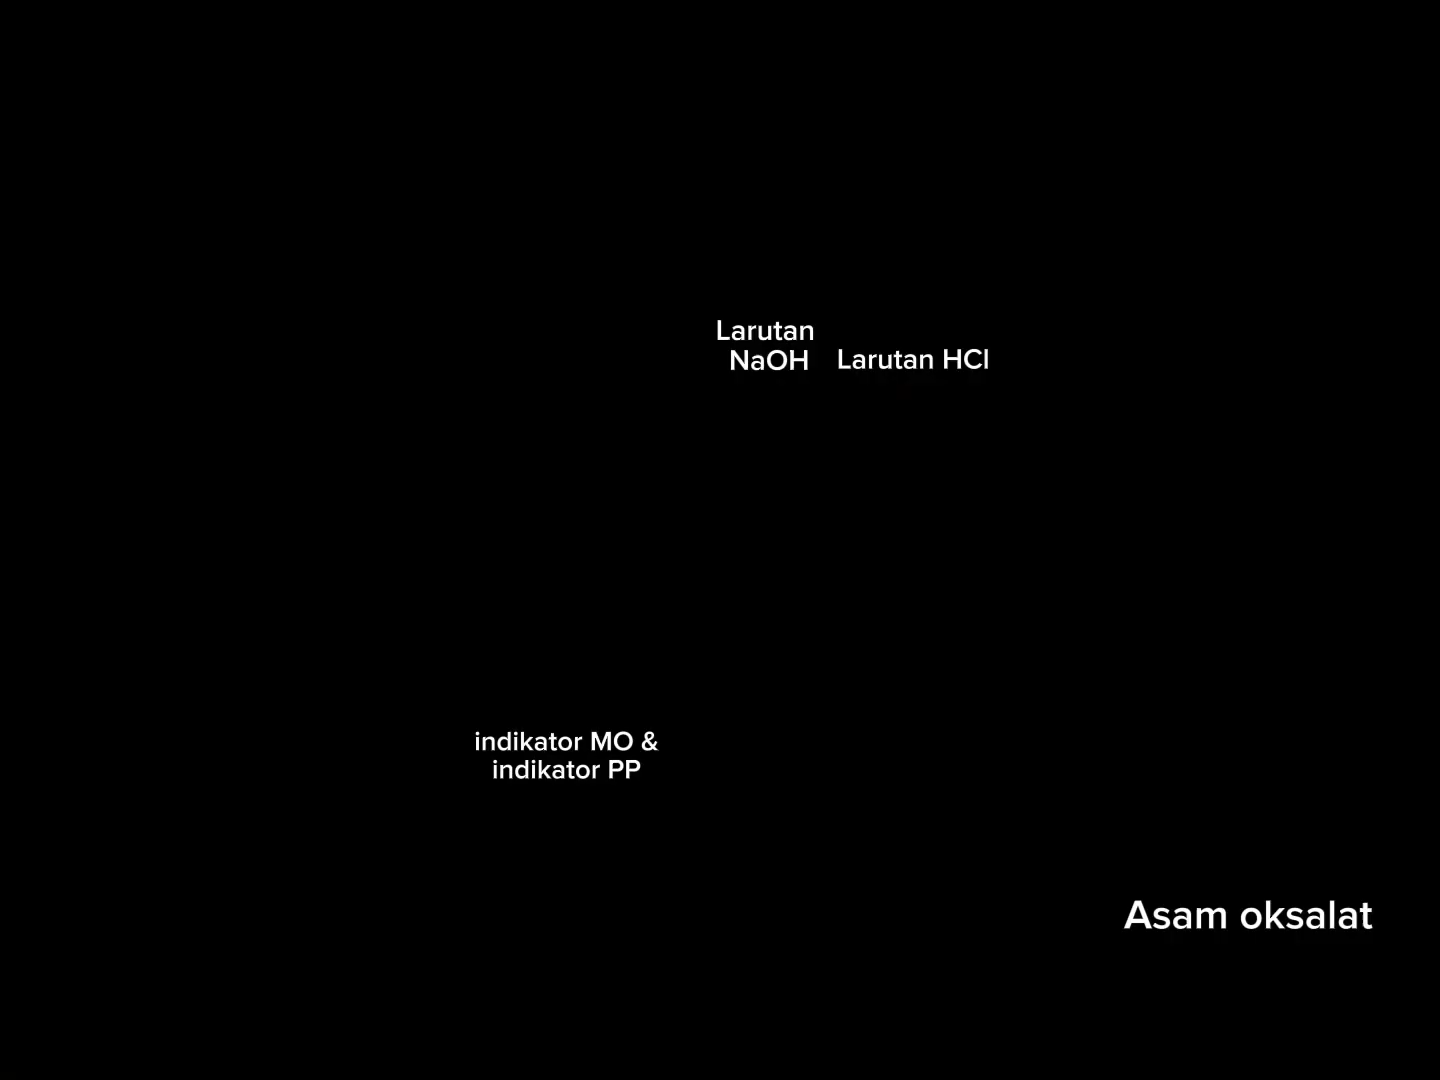 Larutan
NaOH
Larutan HCl
indikator MO &
indikator PP
Asam oksalat